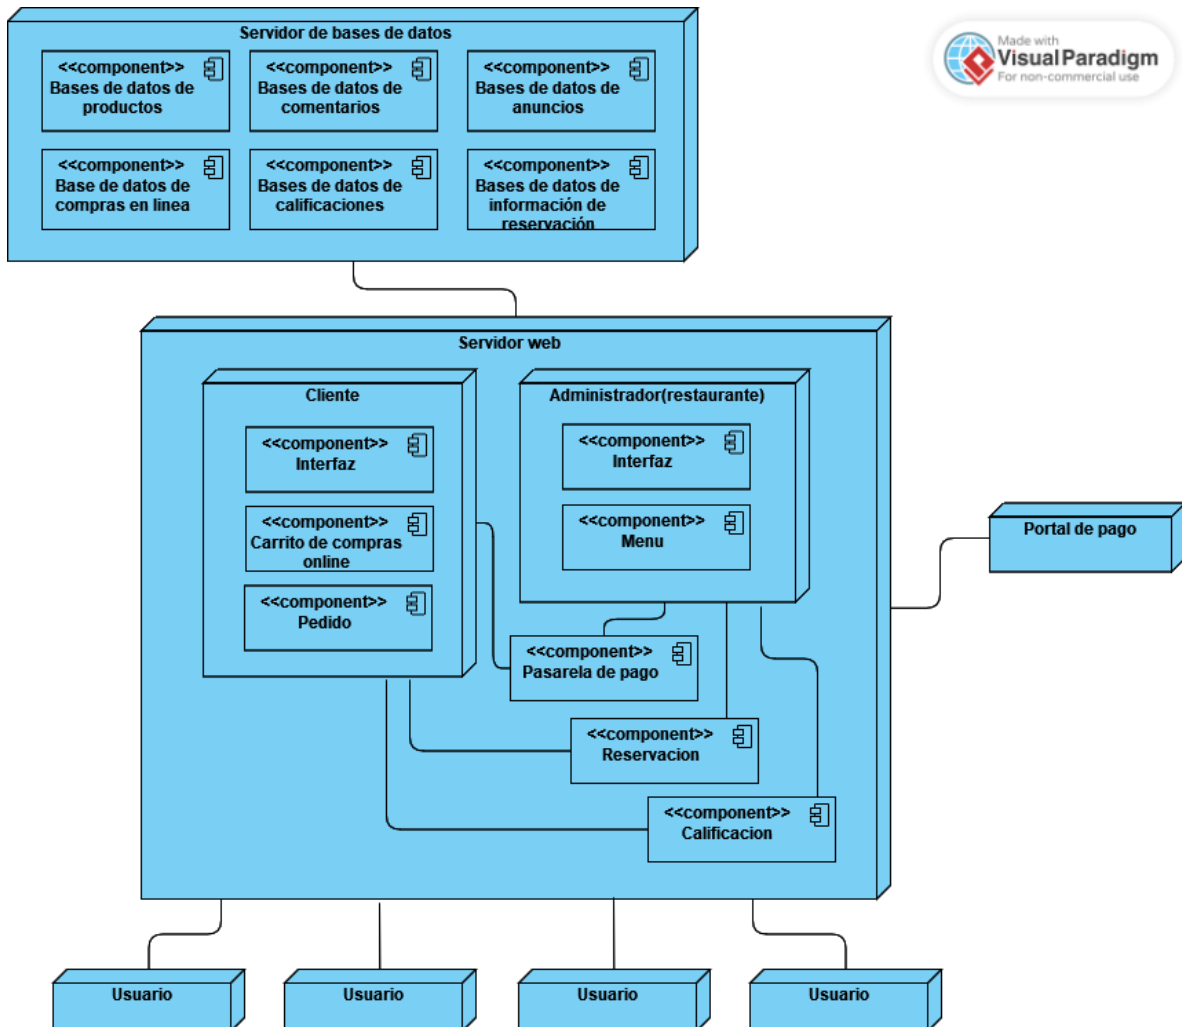 Servidor de bases de datos
<<component>>
Bases de datos de
productos
<<component>>
Bases de datos de
comentarios
<<component>>
Bases de datos de
anuncios
<<component>>
Base de datos de
compras en linea
<<component>>
Bases de datos de
calificaciones
<<component>>
Bases de datos de
información de
reservación
Made with
Visual Paradigm
For non-commercial use
Servidor web
Cliente
<<component>>
Interfaz
<<component>>
Carrito de compras
online
<<component>>
Pedido
Administrador(restaurante)
<<component>>
Interfaz
<<component>>
Menu
<<component>>
Pasarela de pago
<<component>>
Reservacion
<<component>>
Calificacion
Portal de pago
Usuario
Usuario
Usuario
Usuario